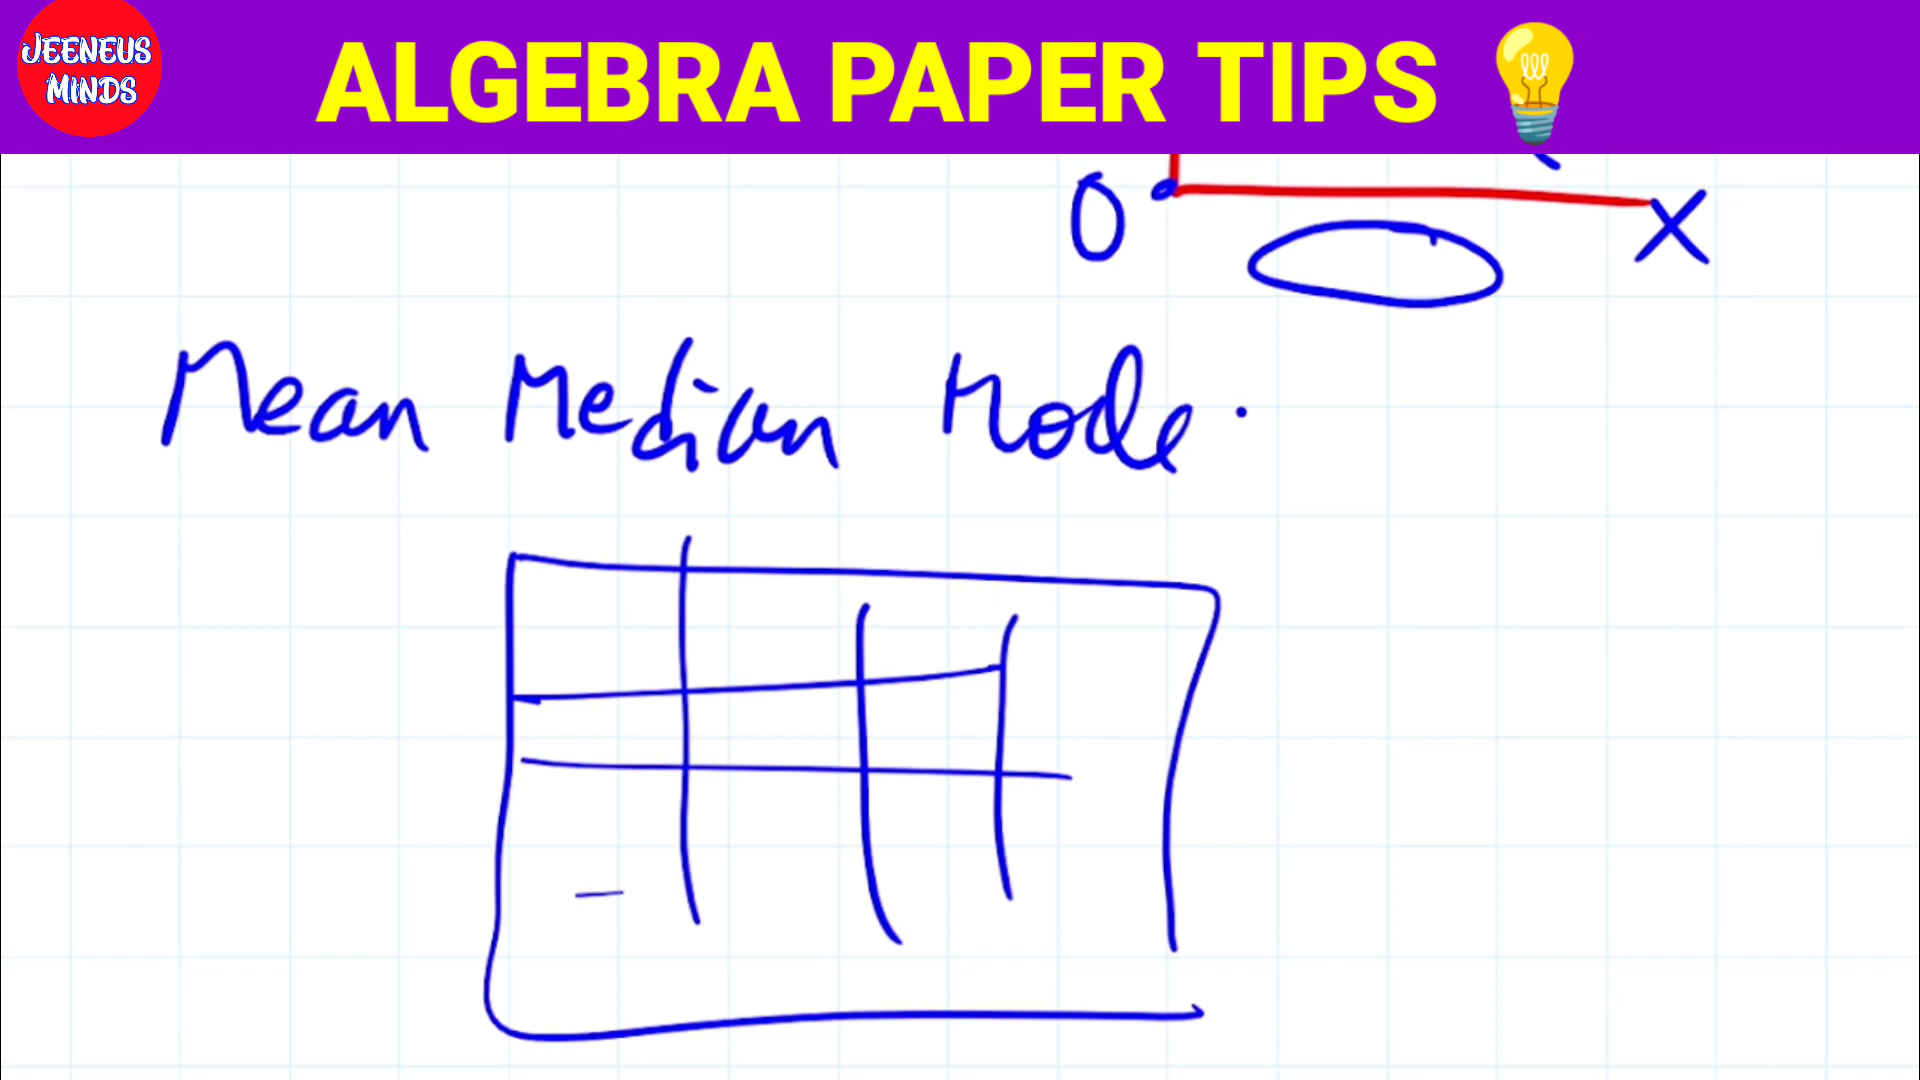 JEENEUS
MINDS
ALGEBRA PAPER TIPS
O X
Mean Median Mode.